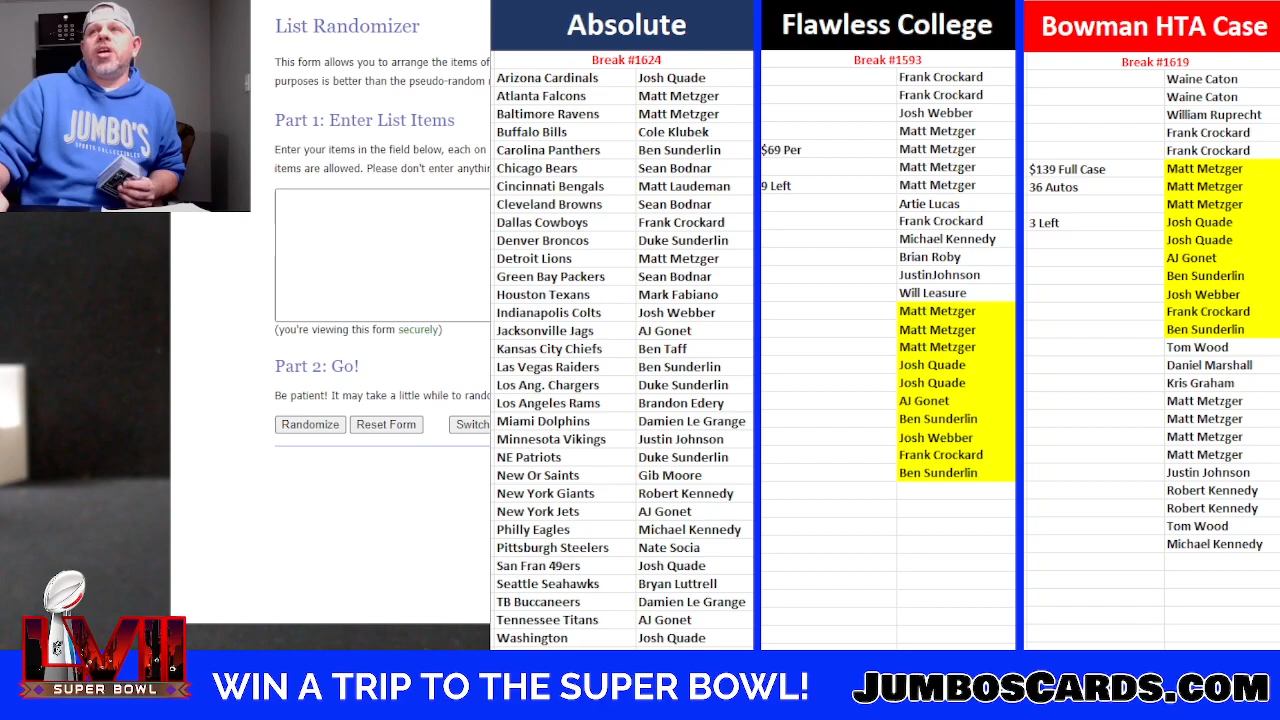 JUMBO'S
SPORTS COLLECTIBLES
List Randomizer
This form allows you to arrange the items of
purposes is better than the pseudo-random
Part 1: Enter List Items
Enter your items in the field below, each on
items are allowed. Please don't enter anythin
(you're viewing this form securely)
Part 2: Go!
Be patient! It may take a little while to rando
Randomize Reset Form Switch
Absolute
Break #1624
Arizona Cardinals Josh Quade
Atlanta Falcons Matt Metzger
Baltimore Ravens Matt Metzger
Buffalo Bills Cole Klubek
Carolina Panthers Ben Sunderlin
Chicago Bears Sean Bodnar
Cincinnati Bengals Matt Laudeman
Cleveland Browns Sean Bodnar
Dallas Cowboys Frank Crockard
Denver Broncos Duke Sunderlin
Detroit Lions Matt Metzger
Green Bay Packers Sean Bodnar
Houston Texans Mark Fabiano
Indianapolis Colts Josh Webber
Jacksonville Jags AJ Gonet
Kansas City Chiefs Ben Taff
Las Vegas Raiders Ben Sunderlin
Los Ang. Chargers Duke Sunderlin
Los Angeles Rams Brandon Edery
Miami Dolphins Damien Le Grange
Minnesota Vikings Justin Johnson
NE Patriots Duke Sunderlin
New Or Saints Gib Moore
New York Giants Robert Kennedy
New York Jets AJ Gonet
Philly Eagles Michael Kennedy
Pittsburgh Steelers Nate Socia
San Fran 49ers Josh Quade
Seattle Seahawks Bryan Luttrell
TB Buccaneers Damien Le Grange
Tennessee Titans AJ Gonet
Washington Josh Quade
Flawless College
Break #1593
Frank Crockard
Frank Crockard
Josh Webber
Matt Metzger
$69 Per Matt Metzger
Matt Metzger
9 Left Matt Metzger
Artie Lucas
Frank Crockard
Michael Kennedy
Brian Roby
JustinJohnson
Will Leasure
Matt Metzger
Matt Metzger
Matt Metzger
Josh Quade
Josh Quade
AJ Gonet
Ben Sunderlin
Josh Webber
Frank Crockard
Ben Sunderlin
Bowman HTA Case
Break #1619
Waine Caton
Waine Caton
William Ruprecht
Frank Crockard
Frank Crockard
$139 Full Case Matt Metzger
36 Autos Matt Metzger
Matt Metzger
3 Left Josh Quade
Josh Quade
AJ Gonet
Ben Sunderlin
Josh Webber
Frank Crockard
Ben Sunderlin
Tom Wood
Daniel Marshall
Kris Graham
Matt Metzger
Matt Metzger
Matt Metzger
Matt Metzger
Justin Johnson
Robert Kennedy
Robert Kennedy
Tom Wood
Michael Kennedy
LVII
SUPER BOWL
WIN A TRIP TO THE SUPER BOWL!
JUMBOSCARDS.COM